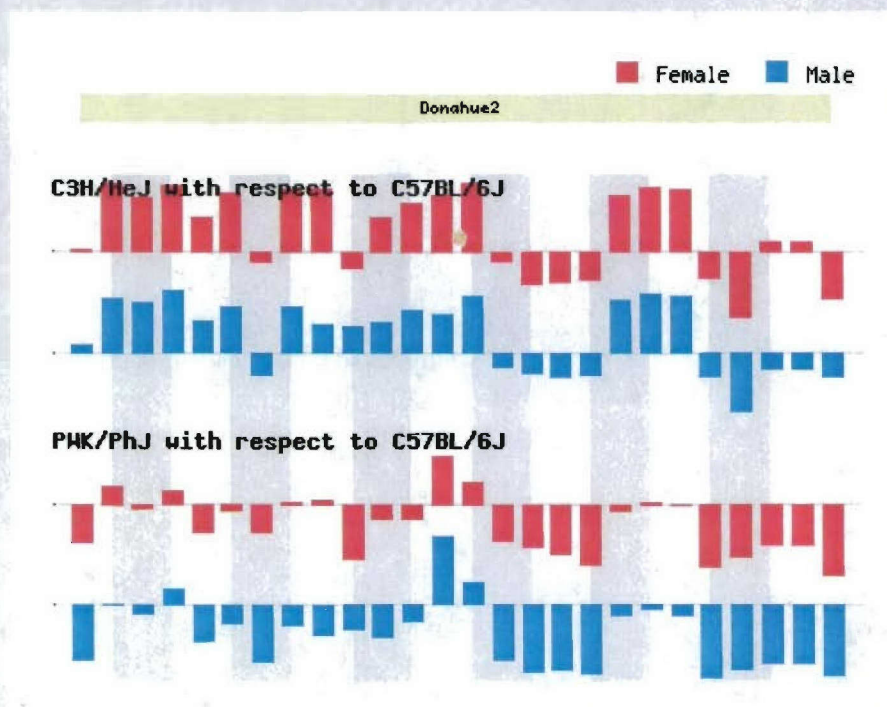 Female Male
Donahue2
C3H/HeJ with respect to C57BL/6J
PWK/PhJ with respect to C57BL/6J